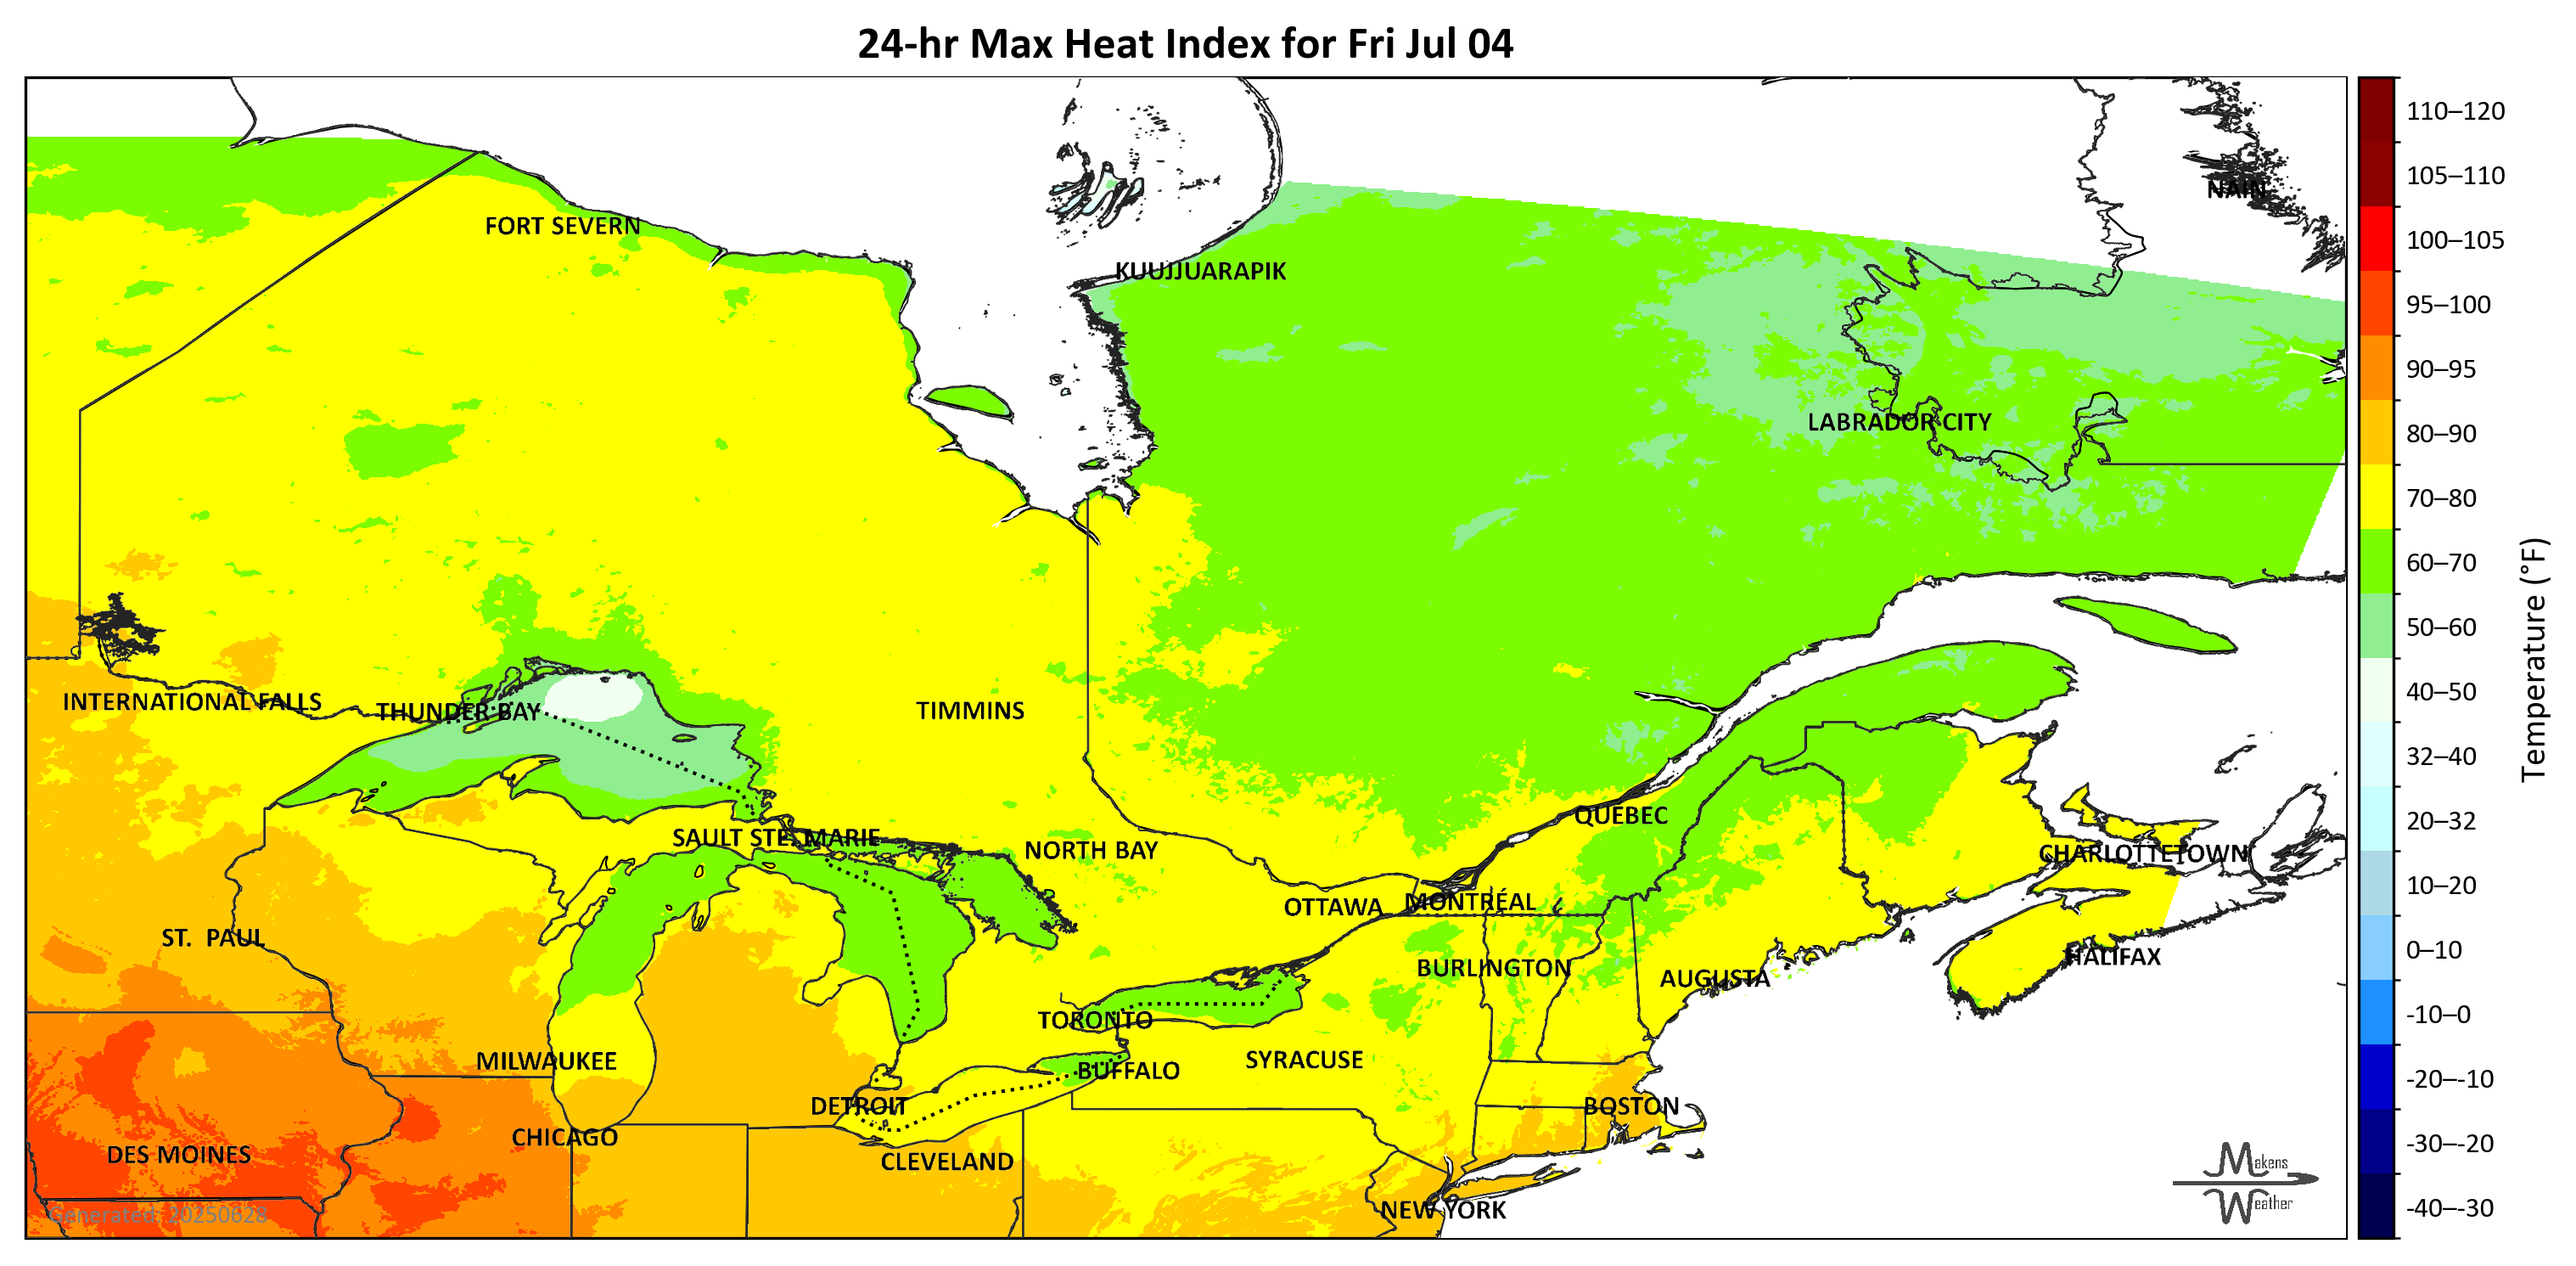 24-hr Max Heat Index for Fri Jul 04
NAIN
FORT SEVERN
KUUJJUARAPIK
LABRADOR CITY
INTERNATIONAL FALLS
THUNDER BAY
TIMMINS
SAULT STE. MARIE
NORTH BAY
QUEBEC
CHARLOTTETOWN
OTTAWA
MONTRÉAL
ST. PAUL
BURLINGTON
AUGUSTA
HALIFAX
TORONTO
MILWAUKEE
BUFFALO
SYRACUSE
DETROIT
BOSTON
CHICAGO
DES MOINES
CLEVELAND
NEW YORK
Generated: 20250628
Makens
Weather
110–120
105–110
100–105
95–100
90–95
80–90
70–80
60–70
50–60
40–50
32–40
20–32
10–20
0–10
-10–0
-20–-10
-30–-20
-40–-30
Temperature (°F)